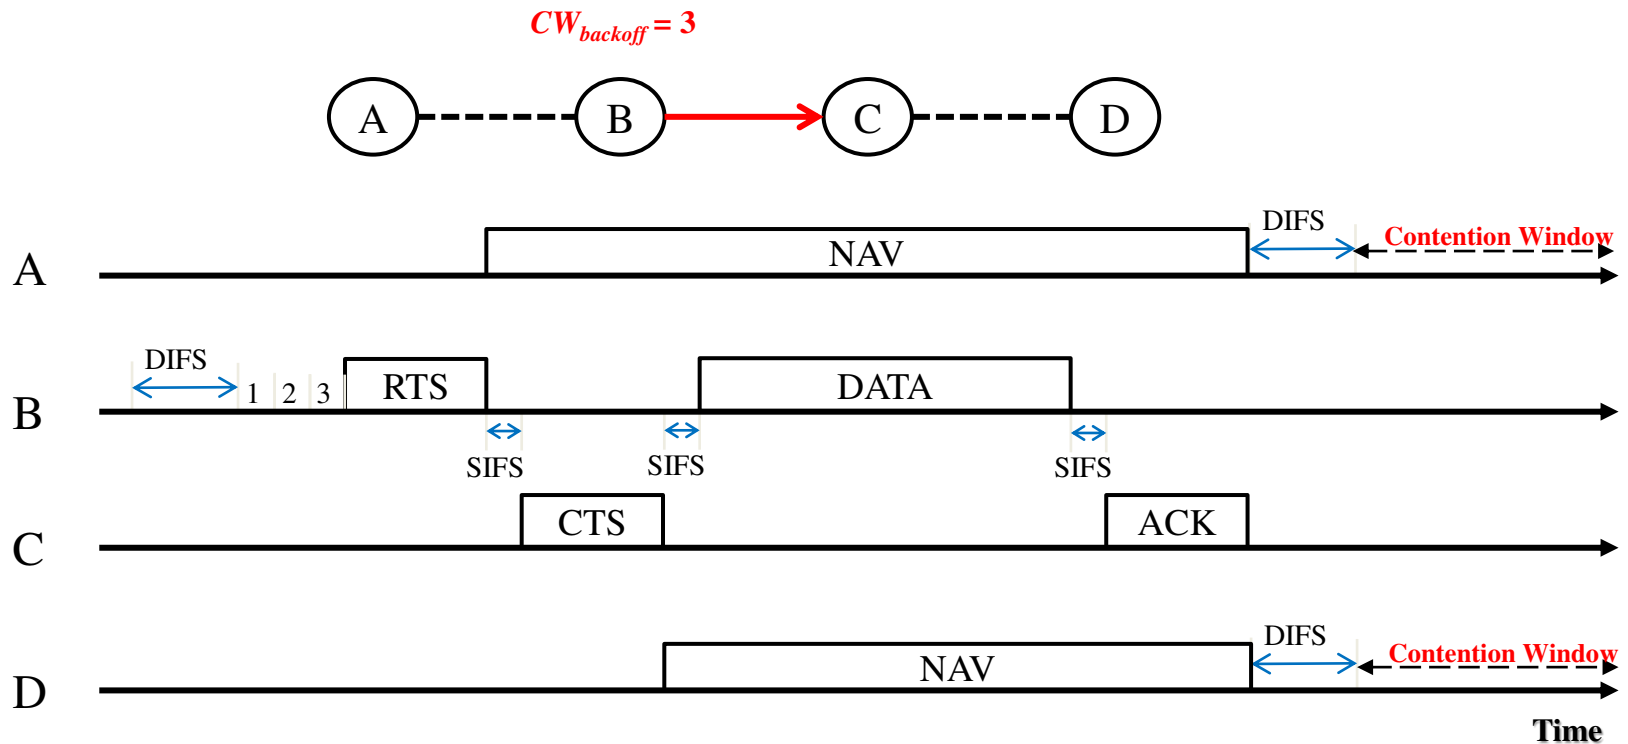 CWbackoff = 3
A B C D
DIFS
Contention Window
A NAV
DIFS
B 1 2 3 RTS DATA
SIFS SIFS SIFS
C CTS ACK
DIFS
Contention Window
D NAV
Time